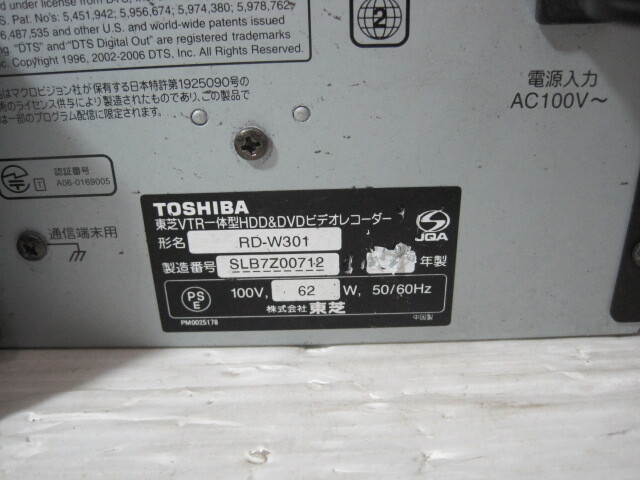 d under license from DTS, Inc.
S. Pat. No's: 5,451,942; 5,956,674; 5,974,380; 5,978,762
6,487,535 and other U.S. and world-wide patents issued
ng. "DTS" and "DTS Digital Out" are registered trademarks
c. Copyright 1996, 2002-2006 DTS, Inc. All Rights Reserved.
2
はマクロビジョン社が保有する日本特許第1925090号の
術のライセンス供与により製造されたものであり、この製品で
は一部のプログラム配信に限定されます。
電源入力
AC100V〜
認証番号
A06-0169005
T
通信端末用
TOSHIBA
東芝VTR一体型HDD&DVDビデオレコーダー
形名 RD-W301
JQA
製造番号 SLB7Z00712 年製
PS
E
100V, 62 W, 50/60Hz
株式会社 東芝
PM0025178